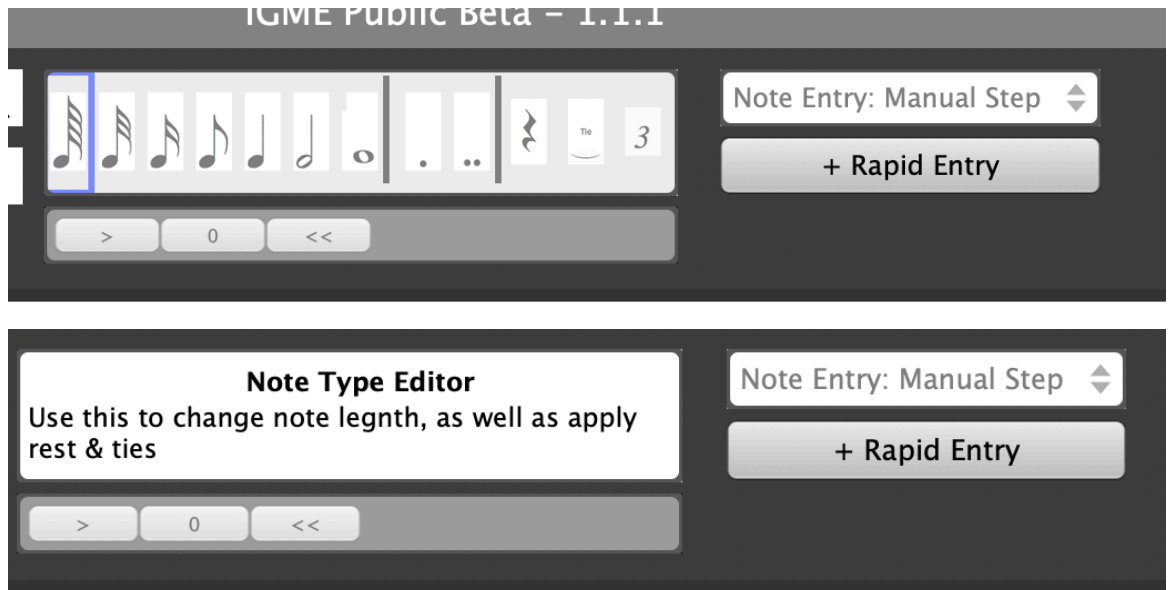 IGME Public Beta – 1.1.1
Note Entry: Manual Step
Tie
3
+ Rapid Entry
> 0 <<
Note Type Editor
Use this to change note legnth, as well as apply
rest & ties
Note Entry: Manual Step
+ Rapid Entry
> 0 <<